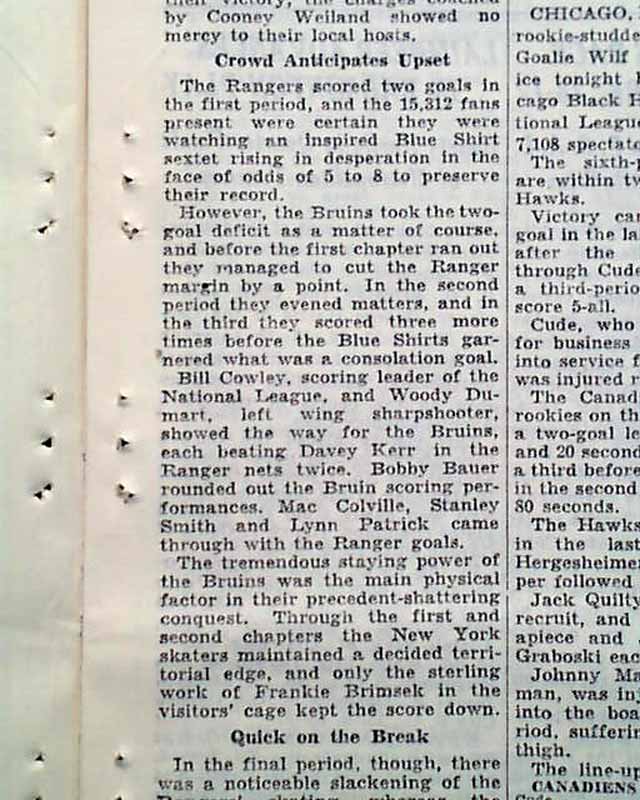 their victory, the charges coached
by Cooney Weiland showed no
mercy to their local hosts.
Crowd Anticipates Upset
The Rangers scored two goals in
the first period, and the 15,312 fans
present were certain they were
watching an inspired Blue Shirt
sextet rising in desperation in the
face of odds of 5 to 8 to preserve
their record.
However, the Bruins took the two-
goal deficit as a matter of course,
and before the first chapter ran out
they managed to cut the Ranger
margin by a point. In the second
period they evened matters, and in
the third they scored three more
times before the Blue Shirts gar-
nered what was a consolation goal.
Bill Cowley, scoring leader of the
National League, and Woody Du-
mart, left wing sharpshooter,
showed the way for the Bruins,
each beating Davey Kerr in the
Ranger nets twice. Bobby Bauer
rounded out the Bruin scoring per-
formances. Mac Colville, Stanley
Smith and Lynn Patrick came
through with the Ranger goals.
The tremendous staying power of
the Bruins was the main physical
factor in their precedent-shattering
conquest. Through the first and
second chapters the New York
skaters maintained a decided terri-
torial edge, and only the sterling
work of Frankie Brimsek in the
visitors' cage kept the score down.
Quick on the Break
In the final period, though, there
was a noticeable slackening of the
CHICAGO,
rookie-studde
Goalie Wilf
ice tonight
cago Black H
tional League
7,108 spectato
The sixth-p
are within tw
Hawks.
Victory ca
goal in the la
after the
through Cude
a third-perio
score 5-all.
Cude, who
for business
into service f
was injured r
The Canad
rookies on th
a two-goal le
and 20 second
a third before
in the second
30 seconds.
The Hawks
in the last
Hergesheimer
per followed
Jack Quilty
recruit, and
apiece and
Graboski eac
Johnny Ma
man, was inj
into the boa
riod, sufferin
thigh.
The line-up
CANADIENS